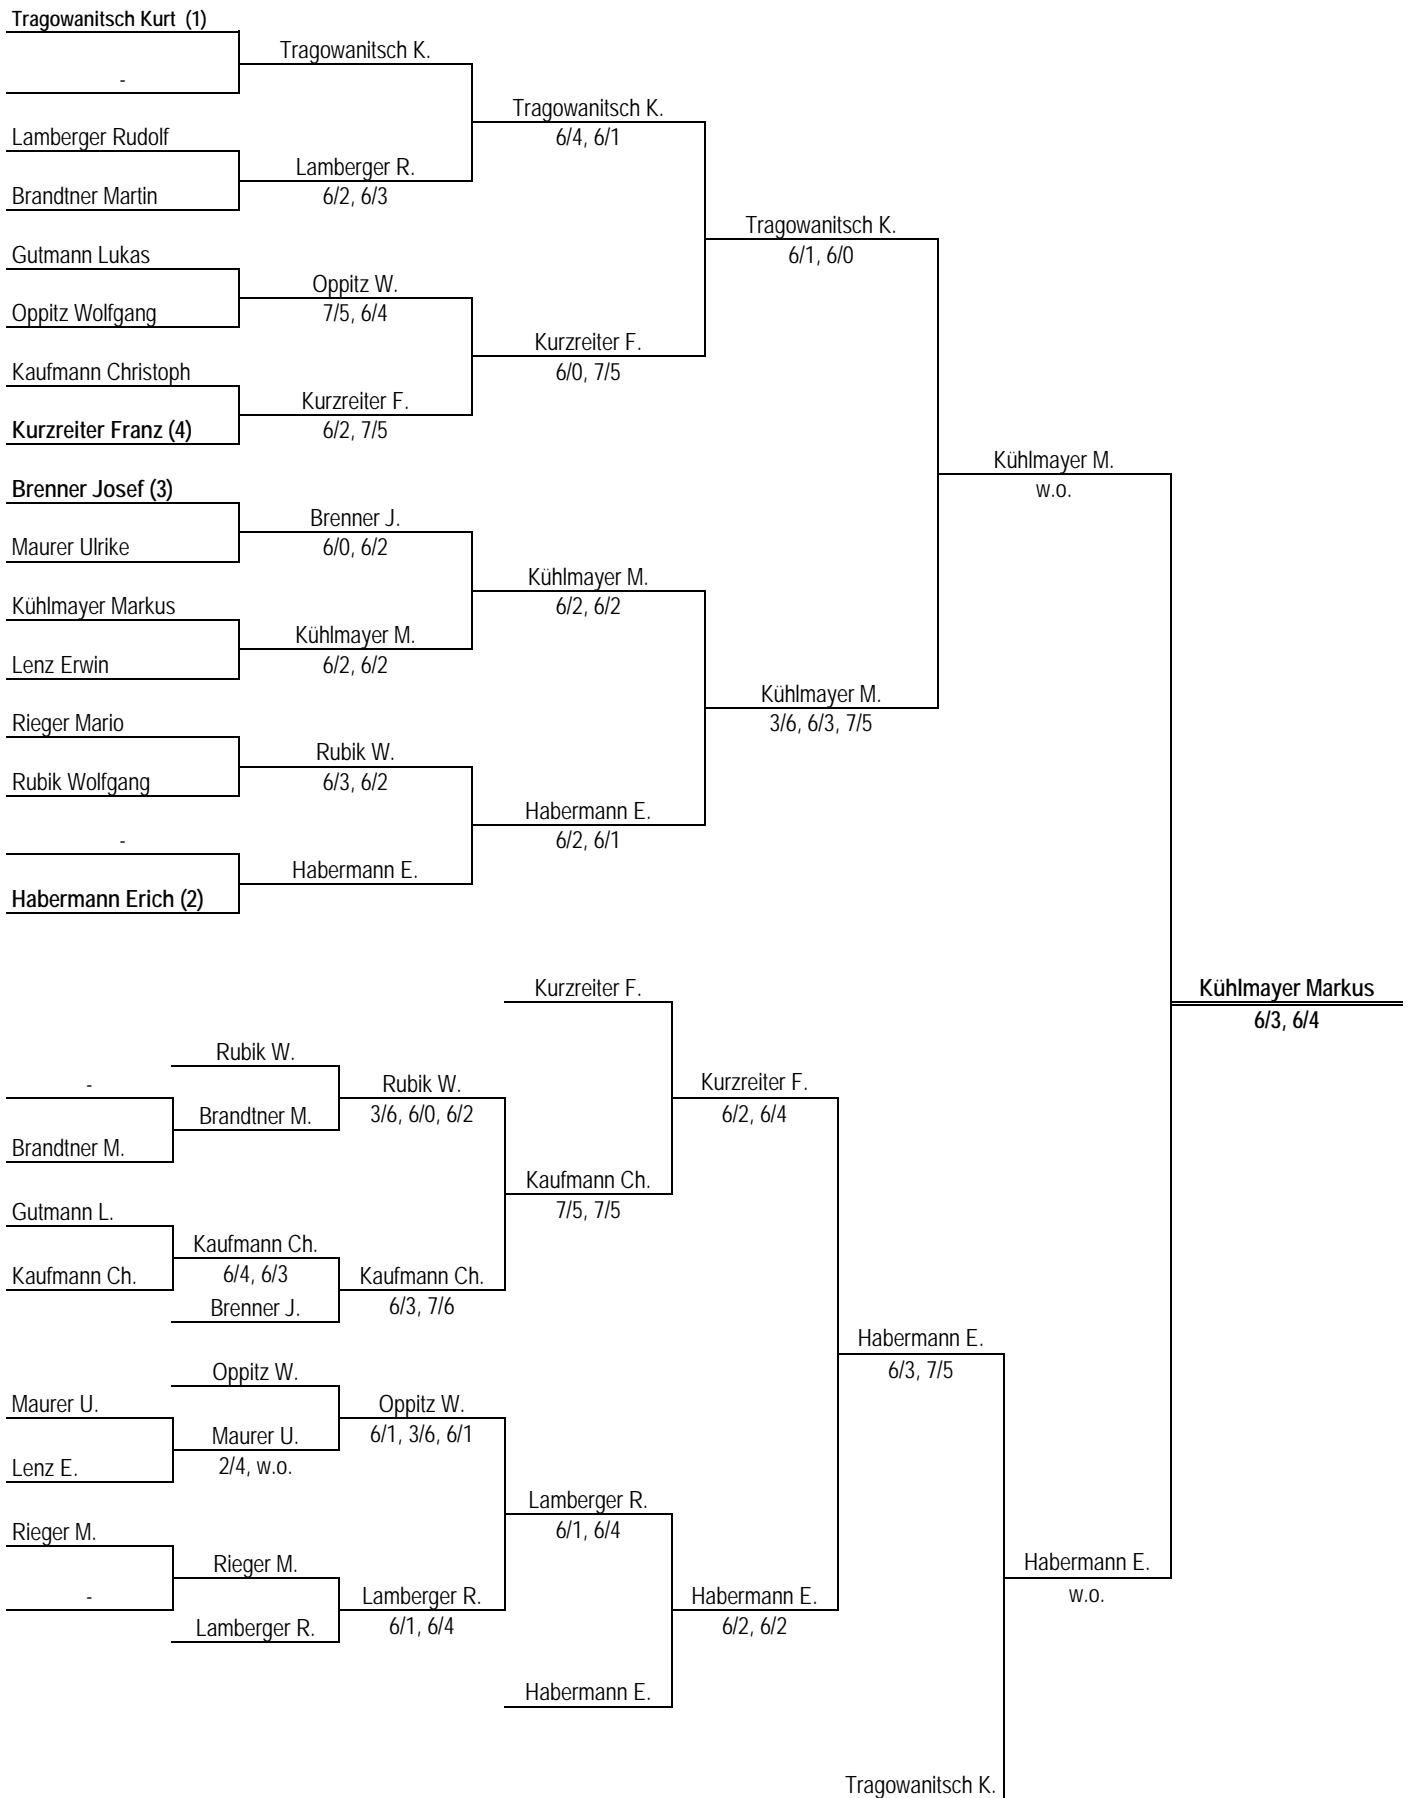 Tragowanitsch Kurt (1)
Tragowanitsch K.
-
Tragowanitsch K.
6/4, 6/1
Lamberger Rudolf
Lamberger R.
6/2, 6/3
Brandtner Martin
Tragowanitsch K.
6/1, 6/0
Gutmann Lukas
Oppitz W.
7/5, 6/4
Oppitz Wolfgang
Kurzreiter F.
6/0, 7/5
Kaufmann Christoph
Kurzreiter F.
6/2, 7/5
Kurzreiter Franz (4)
Kühlmayer M.
w.o.
Brenner Josef (3)
Brenner J.
6/0, 6/2
Maurer Ulrike
Kühlmayer M.
6/2, 6/2
Kühlmayer Markus
Kühlmayer M.
6/2, 6/2
Lenz Erwin
Kühlmayer M.
3/6, 6/3, 7/5
Rieger Mario
Rubik W.
6/3, 6/2
Rubik Wolfgang
Habermann E.
6/2, 6/1
-
Habermann E.
Habermann Erich (2)
Kurzreiter F.
Kühlmayer Markus
6/3, 6/4
Rubik W.
-
Rubik W.
3/6, 6/0, 6/2
Kurzreiter F.
6/2, 6/4
Brandtner M.
Brandtner M.
Kaufmann Ch.
7/5, 7/5
Gutmann L.
Kaufmann Ch.
6/4, 6/3
Kaufmann Ch.
Kaufmann Ch.
6/3, 7/6
Brenner J.
Habermann E.
6/3, 7/5
Oppitz W.
Maurer U.
Oppitz W.
6/1, 3/6, 6/1
Maurer U.
2/4, w.o.
Lenz E.
Lamberger R.
6/1, 6/4
Rieger M.
Rieger M.
-
Habermann E.
w.o.
Lamberger R.
6/1, 6/4
Habermann E.
6/2, 6/2
Lamberger R.
Habermann E.
Tragowanitsch K.